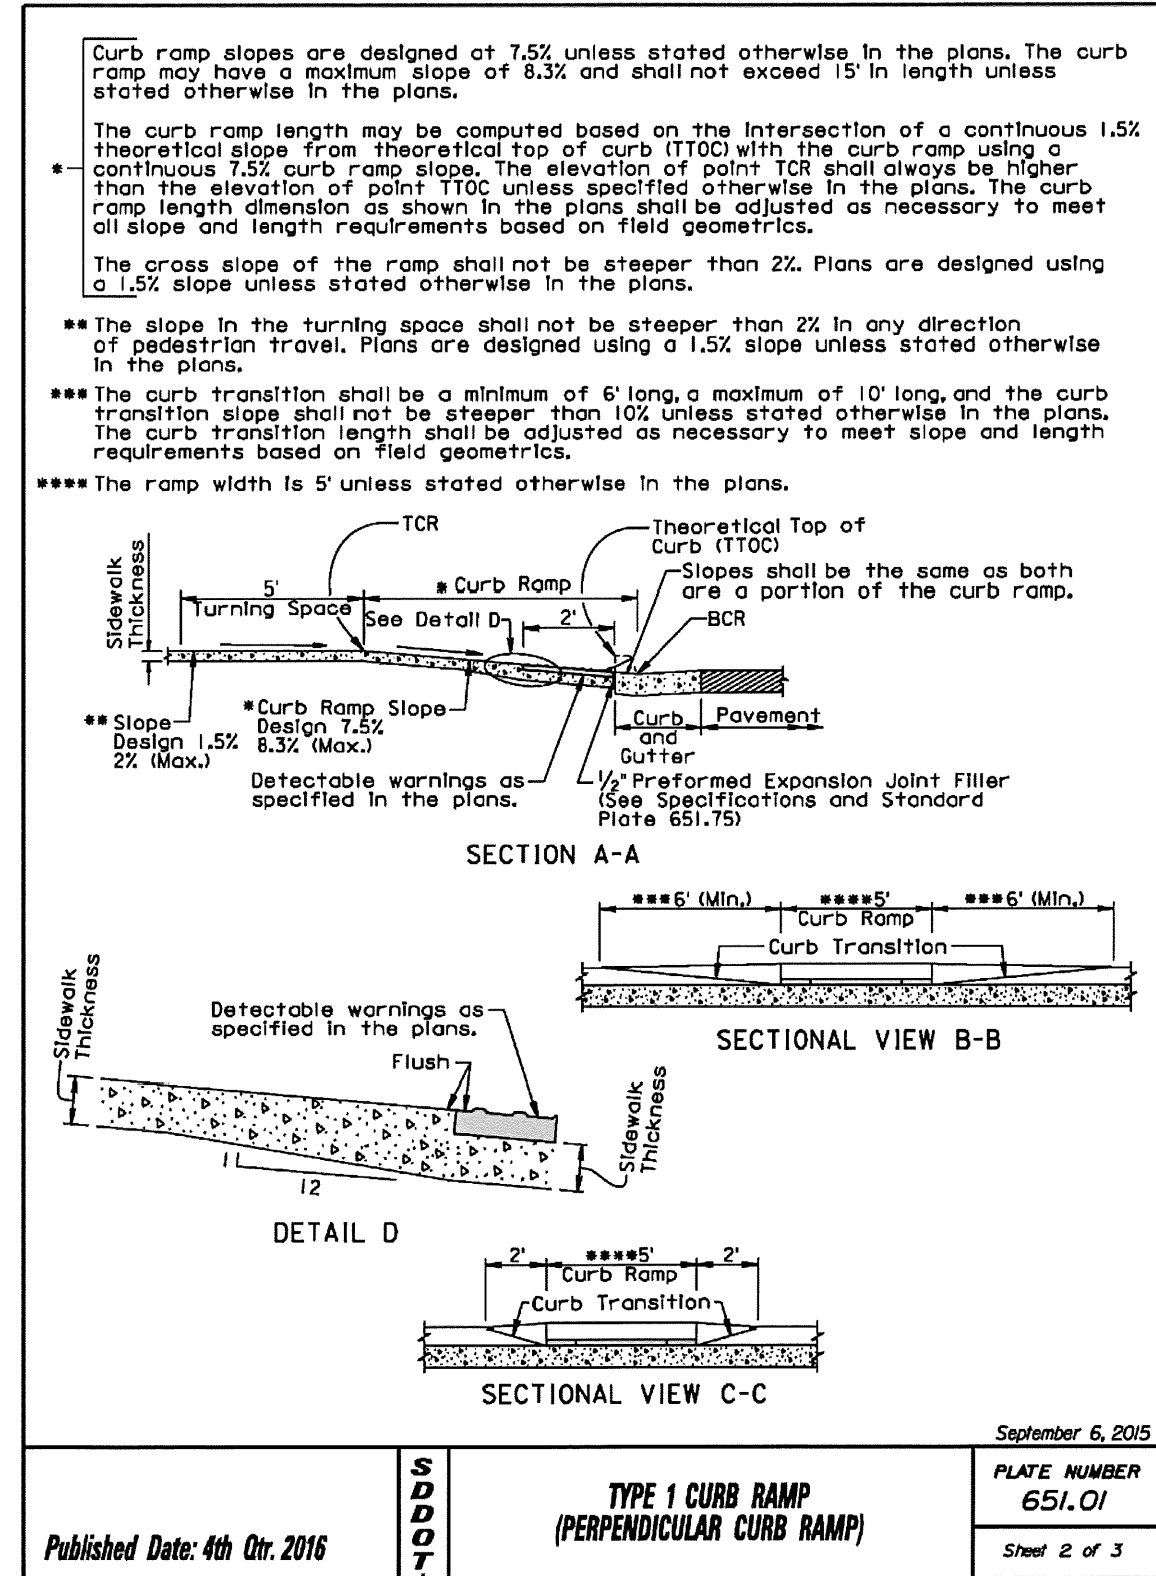 Curb ramp slopes are designed at 7.5% unless stated otherwise in the plans. The curb
ramp may have a maximum slope of 8.3% and shall not exceed 15' in length unless
stated otherwise in the plans.
The curb ramp length may be computed based on the intersection of a continuous 1.5%
theoretical slope from theoretical top of curb (TTOC) with the curb ramp using a
* continuous 7.5% curb ramp slope. The elevation of point TCR shall always be higher
than the elevation of point TTOC unless specified otherwise in the plans. The curb
ramp length dimension as shown in the plans shall be adjusted as necessary to meet
all slope and length requirements based on field geometrics.
The cross slope of the ramp shall not be steeper than 2%. Plans are designed using
a 1.5% slope unless stated otherwise in the plans.
** The slope in the turning space shall not be steeper than 2% in any direction
of pedestrian travel. Plans are designed using a 1.5% slope unless stated otherwise
in the plans.
*** The curb transition shall be a minimum of 6' long, a maximum of 10' long, and the curb
transition slope shall not be steeper than 10% unless stated otherwise in the plans.
The curb transition length shall be adjusted as necessary to meet slope and length
requirements based on field geometrics.
**** The ramp width is 5' unless stated otherwise in the plans.
Sidewalk
Thickness
TCR
Theoretical Top of
Curb (TTOC)
5'
Turning Space
* Curb Ramp
Slopes shall be the same as both
are a portion of the curb ramp.
See Detail D
2'
BCR
** Slope
Design 1.5%
2% (Max.)
*Curb Ramp Slope
Design 7.5%
8.3% (Max.)
Curb
and
Gutter
Pavement
Detectable warnings as
specified in the plans.
1/2" Preformed Expansion Joint Filler
(See Specifications and Standard
Plate 651.75)
SECTION A-A
***6' (Min.)
****5'
Curb Ramp
***6' (Min.)
Curb Transition
SECTIONAL VIEW B-B
Sidewalk
Thickness
Detectable warnings as
specified in the plans.
Flush
1
12
Sidewalk
Thickness
DETAIL D
2'
****5'
Curb Ramp
2'
Curb Transition
SECTIONAL VIEW C-C
September 6, 2015
Published Date: 4th Qtr. 2016
S
D
D
O
T
TYPE 1 CURB RAMP
(PERPENDICULAR CURB RAMP)
PLATE NUMBER
651.01
Sheet 2 of 3